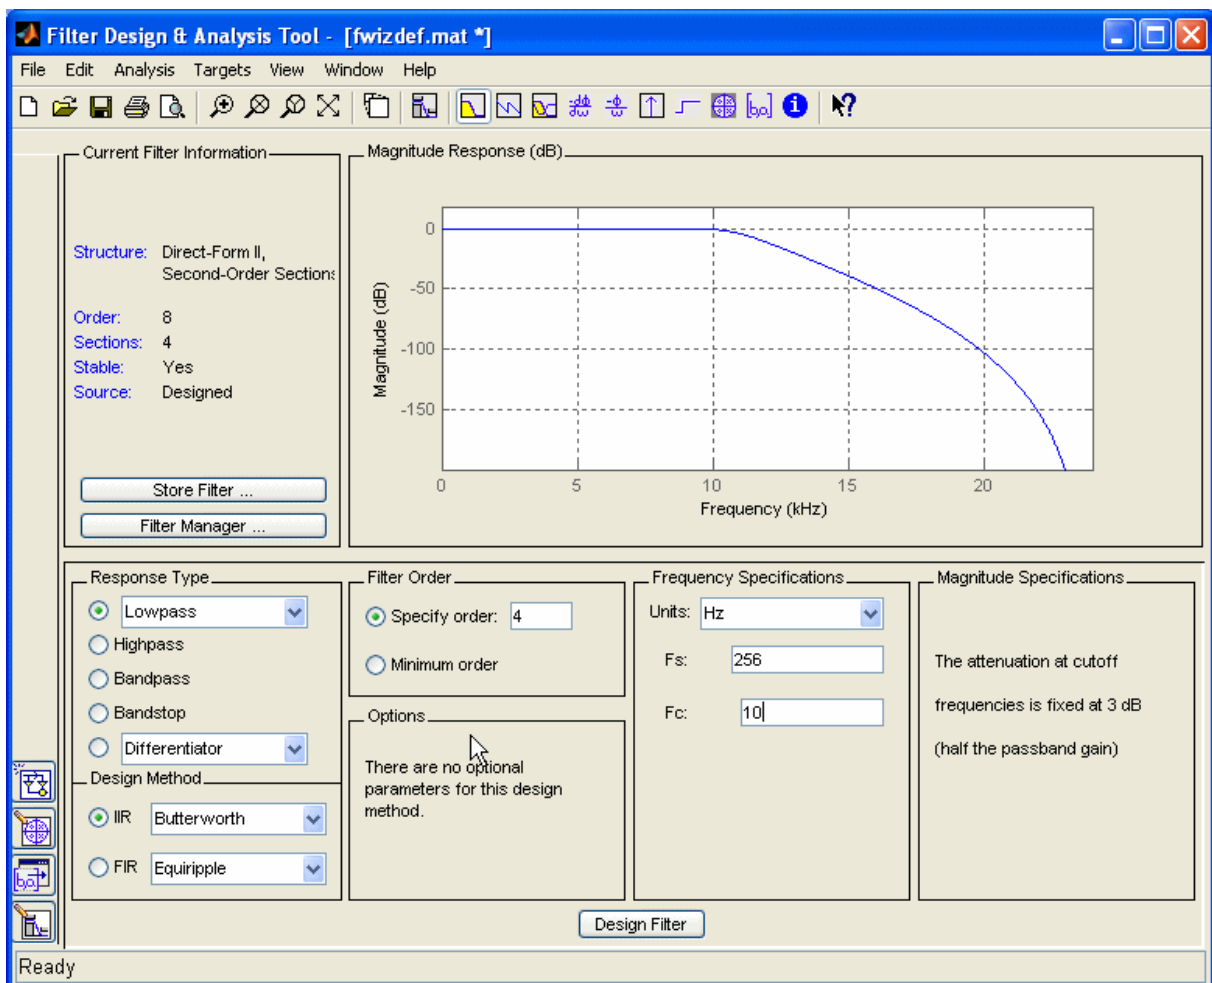 Filter Design & Analysis Tool - [fwizdef.mat *]
File Edit Analysis Targets View Window Help
Current Filter Information
Structure: Direct-Form II,
Second-Order Sections
Order: 8
Sections: 4
Stable: Yes
Source: Designed
Store Filter ...
Filter Manager ...
Magnitude Response (dB)
Magnitude (dB)
0
-50
-100
-150
0 5 10 15 20
Frequency (kHz)
Response Type
Lowpass
Highpass
Bandpass
Bandstop
Differentiator
Design Method
IIR Butterworth
FIR Equiripple
Filter Order
Specify order: 4
Minimum order
Options
There are no optional
parameters for this design
method.
Frequency Specifications
Units: Hz
Fs: 256
Fc: 10
Magnitude Specifications
The attenuation at cutoff
frequencies is fixed at 3 dB
(half the passband gain)
Design Filter
Ready